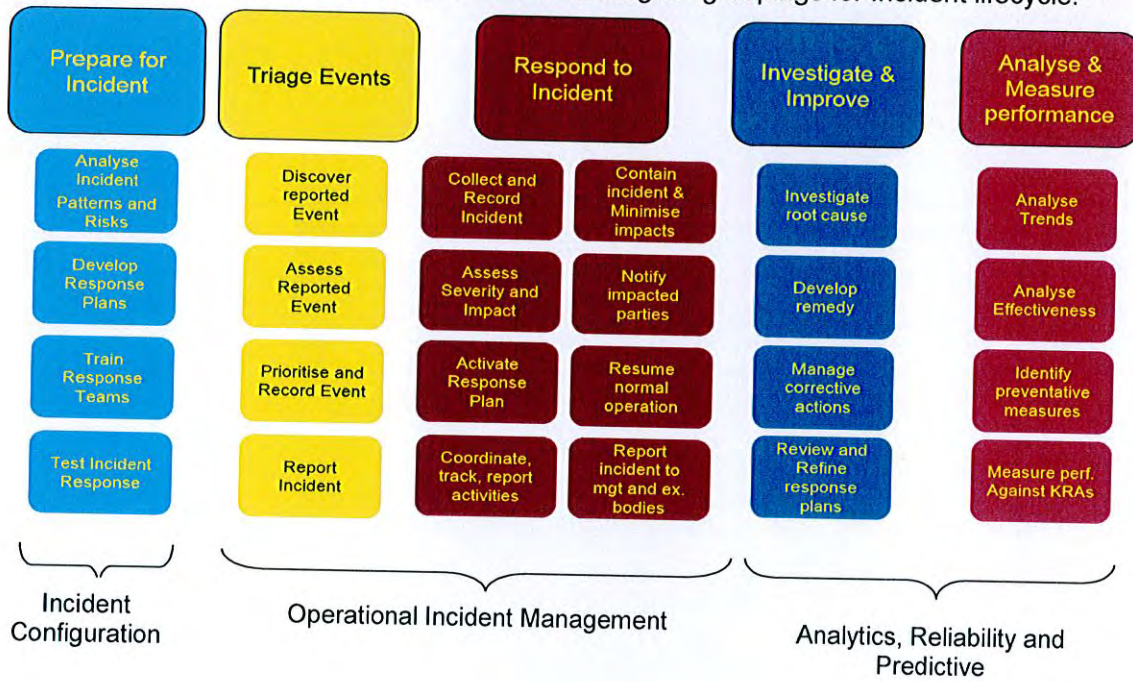 for Incident lifecycle.
Prepare for
Incident
Triage Events
Respond to
Incident
Investigate &
Improve
Analyse &
Measure
performance
Analyse
Incident
Patterns and
Risks
Develop
Response
Plans
Train
Response
Teams
Test Incident
Response
Discover
reported
Event
Assess
Reported
Event
Prioritise and
Record Event
Report
Incident
Collect and
Record
Incident
Assess
Severity and
Impact
Activate
Response
Plan
Coordinate,
track, report
activities
Contain
incident &
Minimise
impacts
Notify
impacted
parties
Resume
normal
operation
Report
incident to
mgt and ex.
bodies
Investigate
root cause
Develop
remedy
Manage
corrective
actions
Review and
Refine
response
plans
Analyse
Trends
Analyse
Effectiveness
Identify
preventative
measures
Measure perf.
Against KRAs
Incident
Configuration
Operational Incident Management
Analytics, Reliability and
Predictive